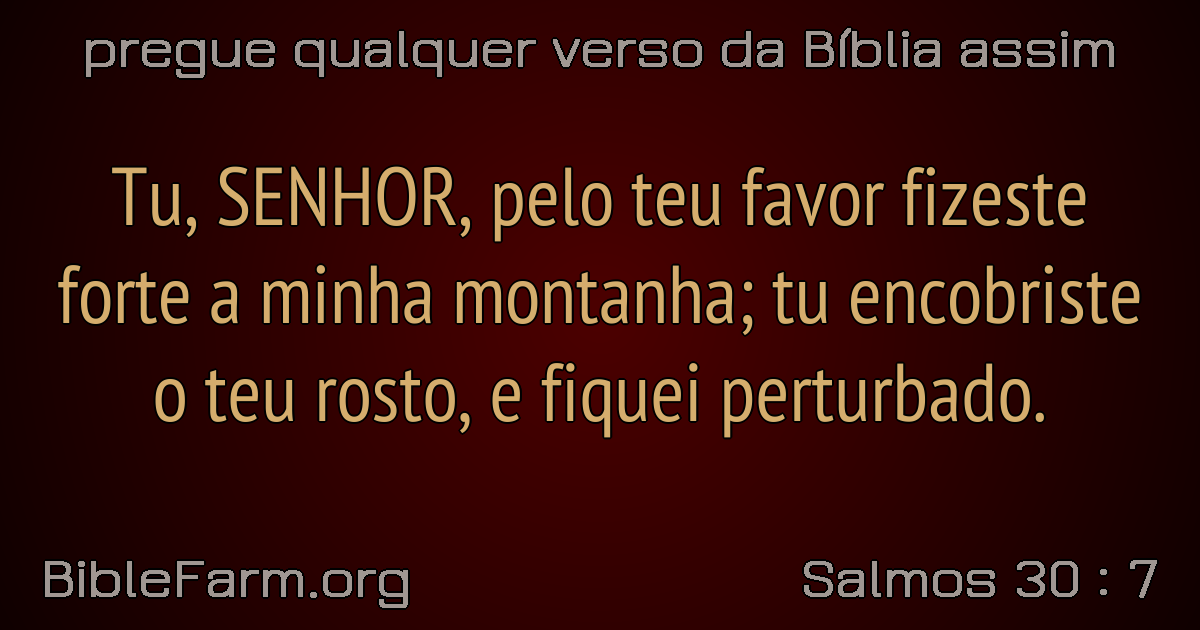 pregue qualquer verso da Bíblia assim
Tu, SENHOR, pelo teu favor fizeste
forte a minha montanha; tu encobriste
o teu rosto, e fiquei perturbado.
BibleFarm.org
Salmos 30 : 7